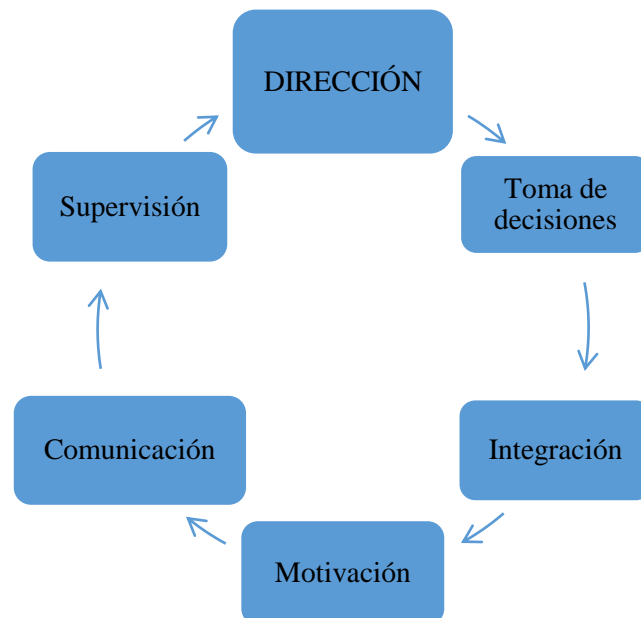 DIRECCIÓN
Toma de
decisiones
Integración
Motivación
Comunicación
Supervisión